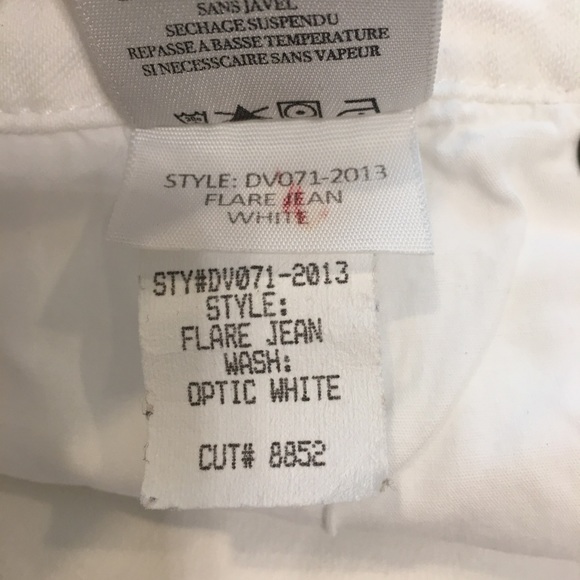 SANS JAVEL
SECHAGE SUSPENDU
REPASSE A BASSE TEMPERATURE
SI NECESSCAIRE SANS VAPEUR
STYLE: DV071-2013
FLARE JEAN
WHITE
STY#DV071-2013
STYLE:
FLARE JEAN
WASH:
OPTIC WHITE
CUT# 8852